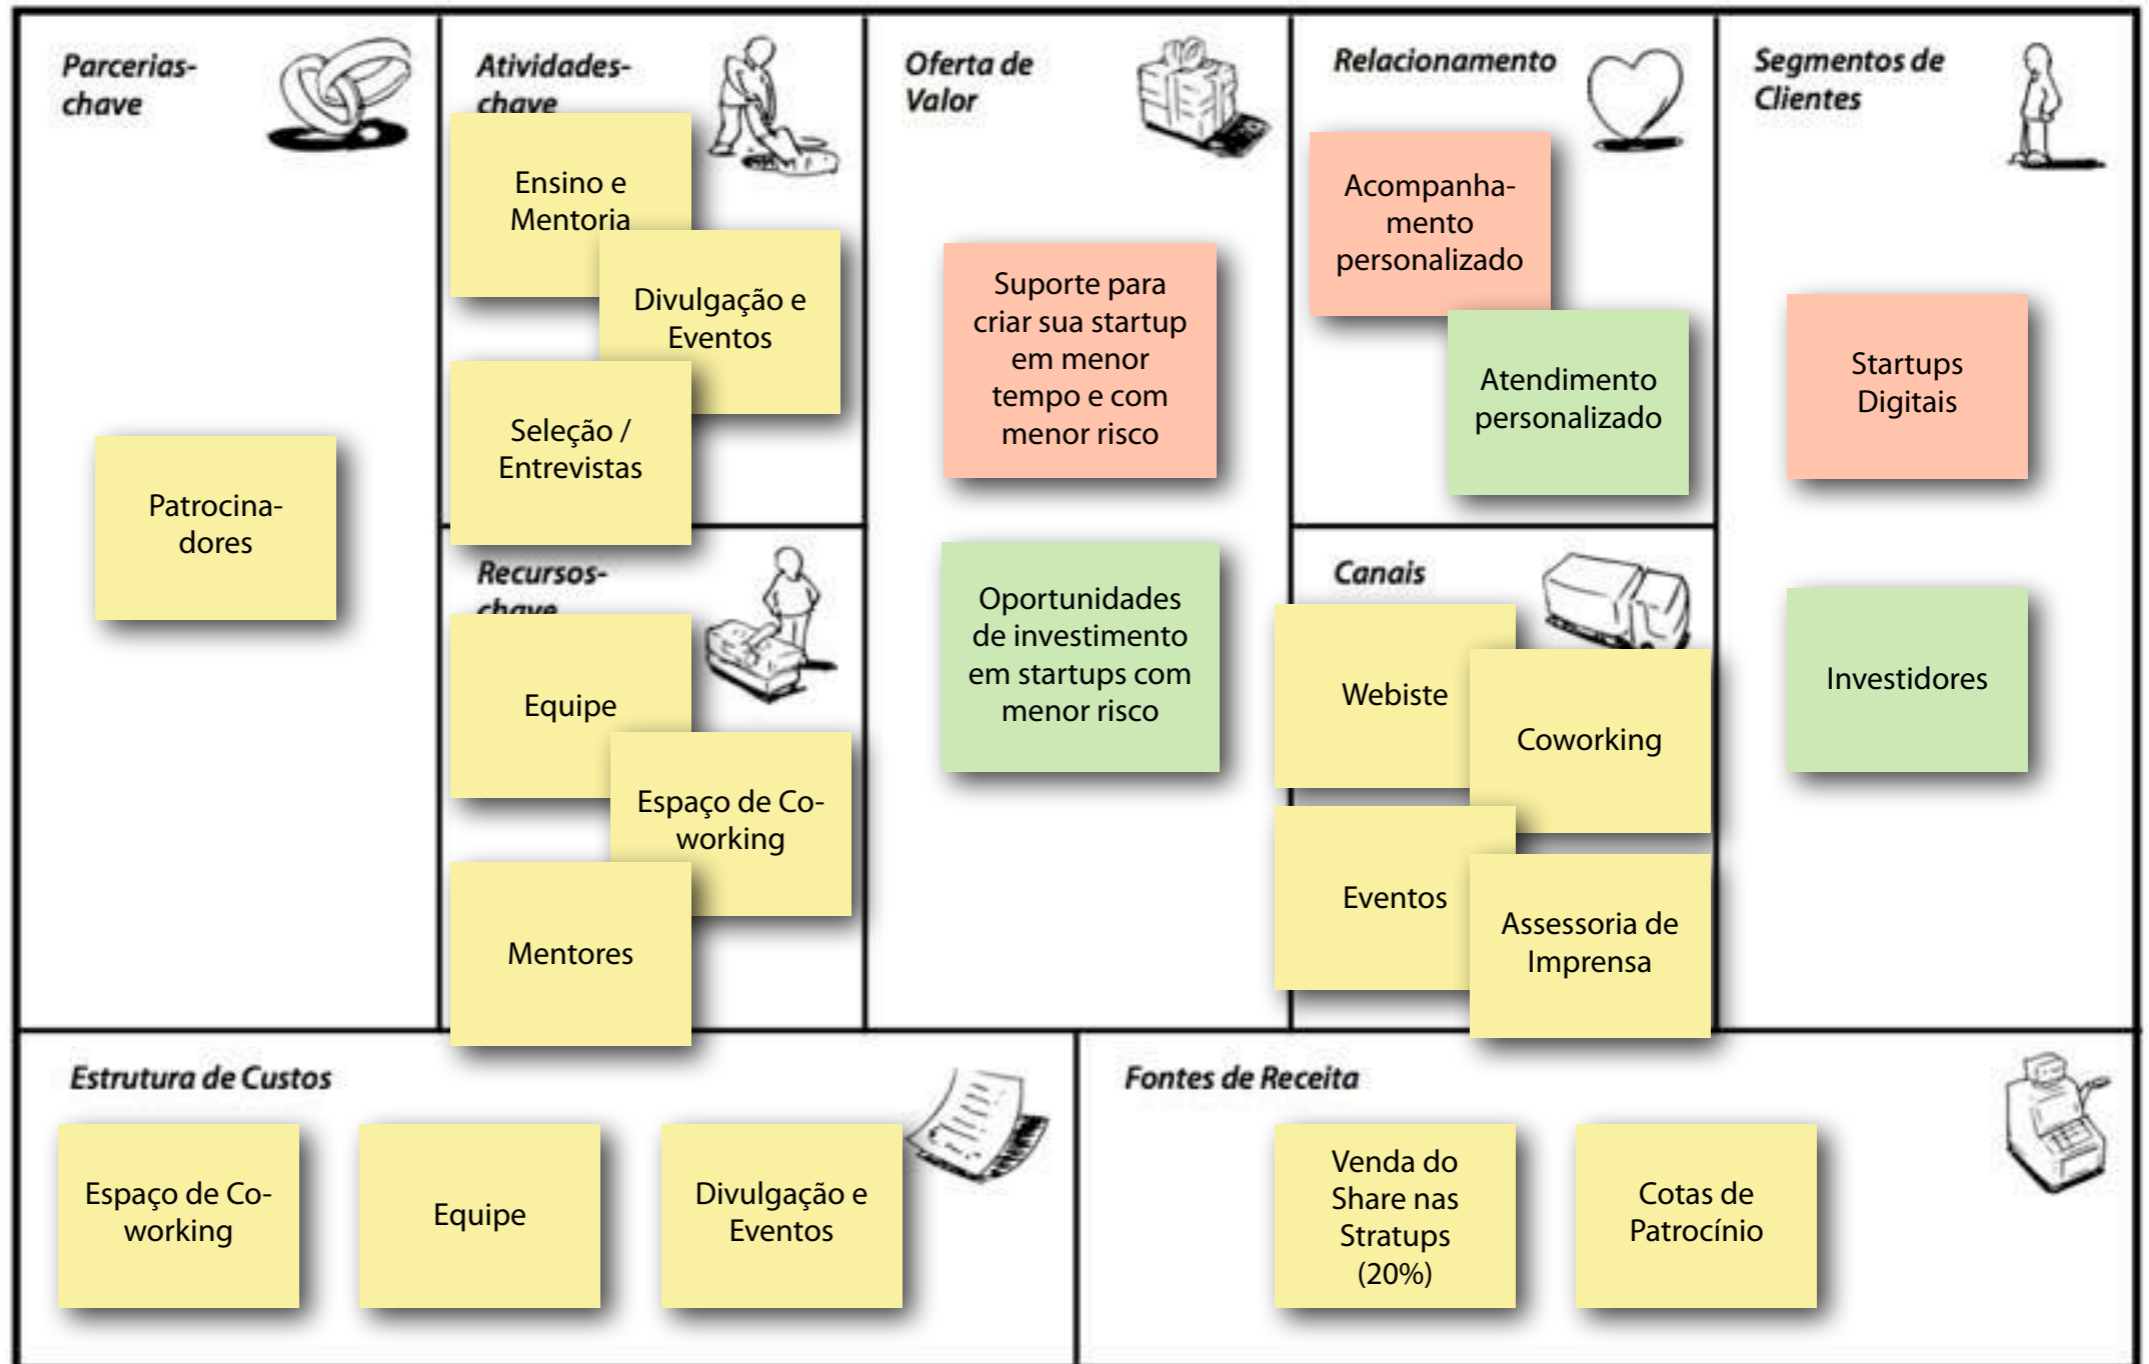 Parcerias-
chave
Patrocina-
dores
Atividades-
chave
Ensino e
Mentoria
Divulgação e
Eventos
Seleção /
Entrevistas
Recursos-
chave
Equipe
Espaço de Co-
working
Mentores
Oferta de
Valor
Suporte para
criar sua startup
em menor
tempo e com
menor risco
Oportunidades
de investimento
em startups com
menor risco
Relacionamento
Acompanha-
mento
personalizado
Atendimento
personalizado
Canais
Webiste
Coworking
Eventos
Assessoria de
Imprensa
Segmentos de
Clientes
Startups
Digitais
Investidores
Estrutura de Custos
Espaço de Co-
working
Equipe
Divulgação e
Eventos
Fontes de Receita
Venda do
Share nas
Stratups
(20%)
Cotas de
Patrocínio